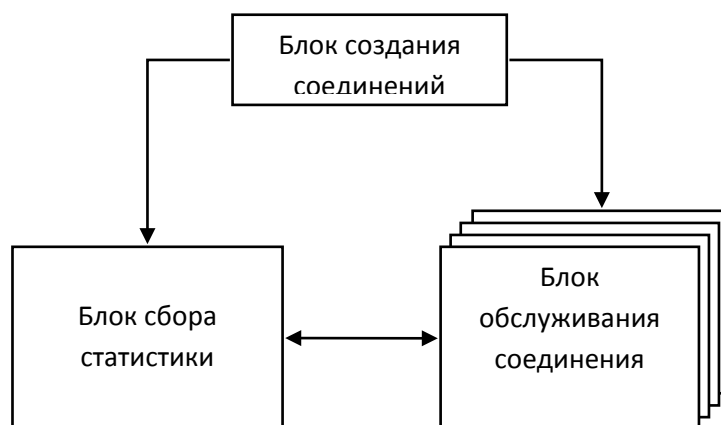 Блок создания
соединений
Блок сбора
статистики
Блок
обслуживания
соединения